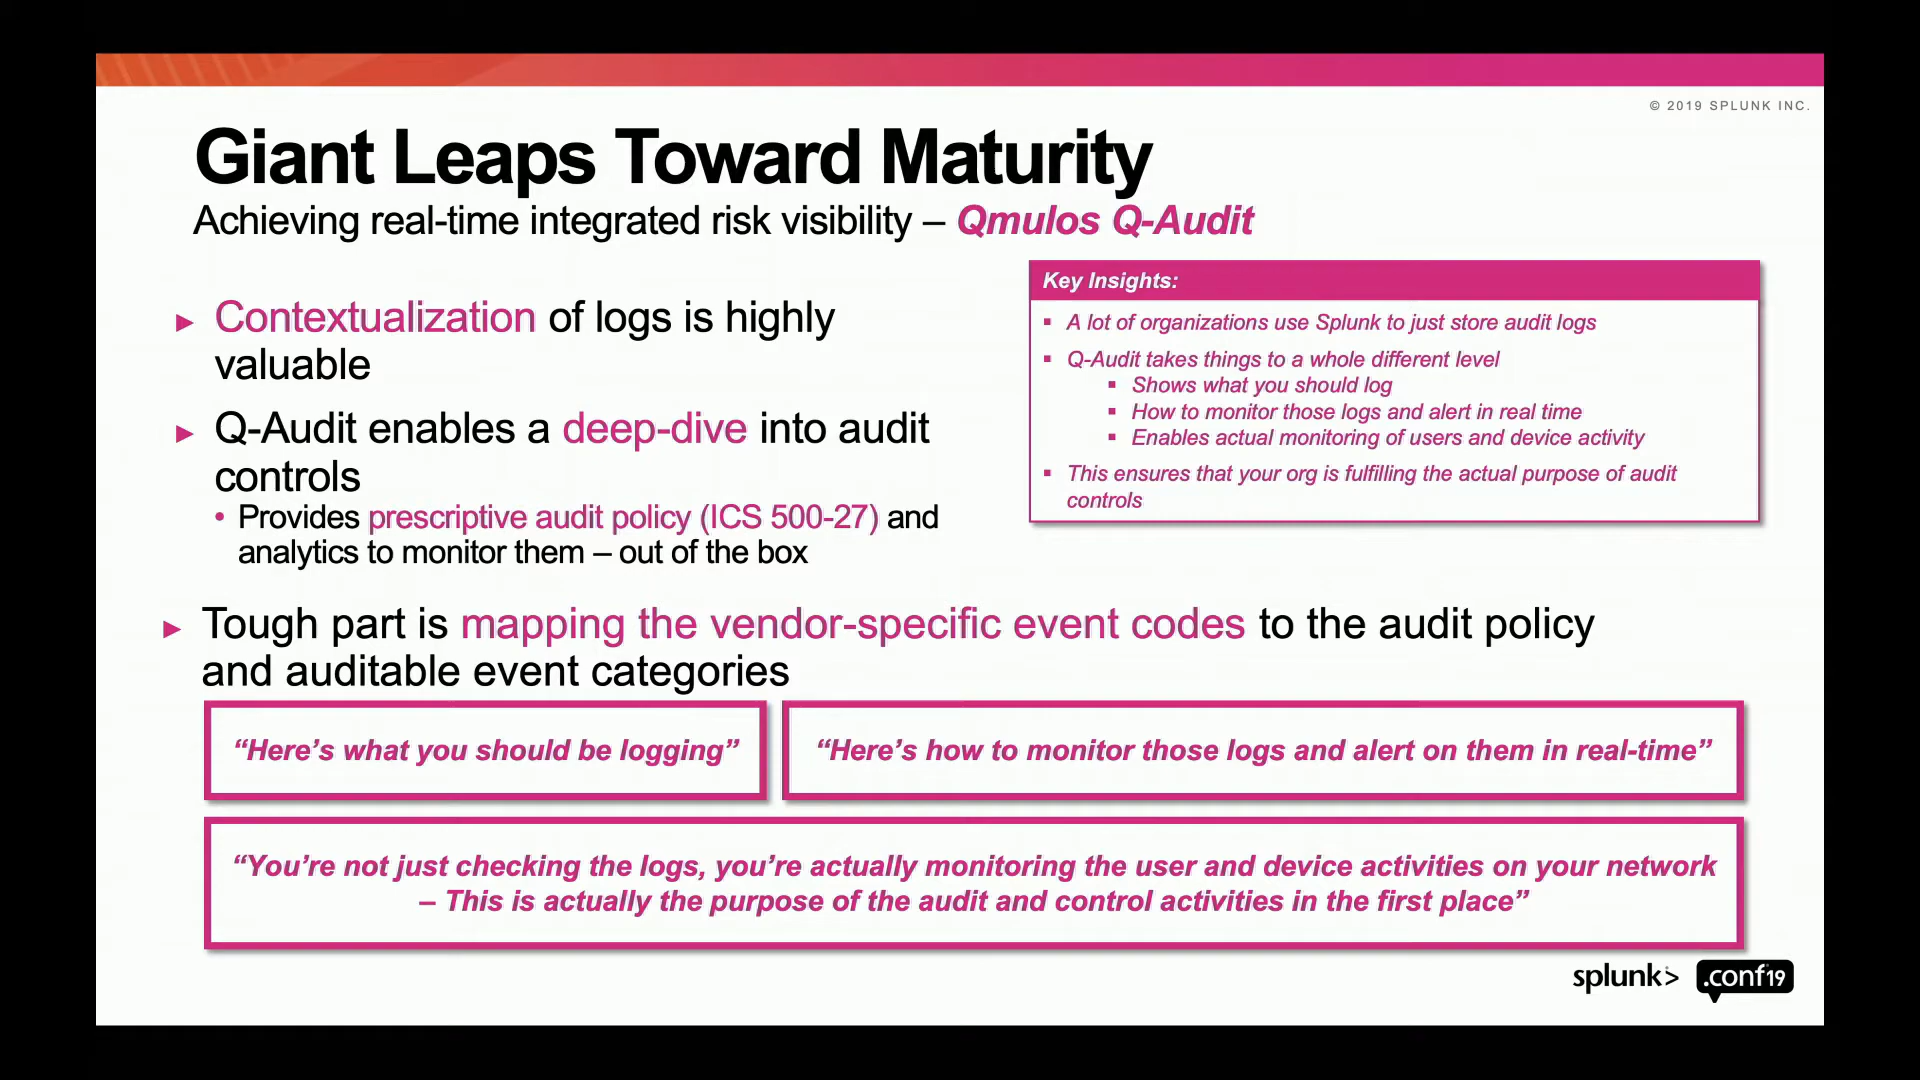 © 2019 SPLUNK INC.
Giant Leaps Toward Maturity
Achieving real-time integrated risk visibility – Qmulos Q-Audit
► Contextualization of logs is highly
valuable
► Q-Audit enables a deep-dive into audit
controls
• Provides prescriptive audit policy (ICS 500-27) and
analytics to monitor them – out of the box
Key Insights:
▪ A lot of organizations use Splunk to just store audit logs
▪ Q-Audit takes things to a whole different level
▪ Shows what you should log
▪ How to monitor those logs and alert in real time
▪ Enables actual monitoring of users and device activity
▪ This ensures that your org is fulfilling the actual purpose of audit
controls
► Tough part is mapping the vendor-specific event codes to the audit policy
and auditable event categories
“Here’s what you should be logging”
“Here’s how to monitor those logs and alert on them in real-time”
“You’re not just checking the logs, you’re actually monitoring the user and device activities on your network
– This is actually the purpose of the audit and control activities in the first place”
splunk> .conf19